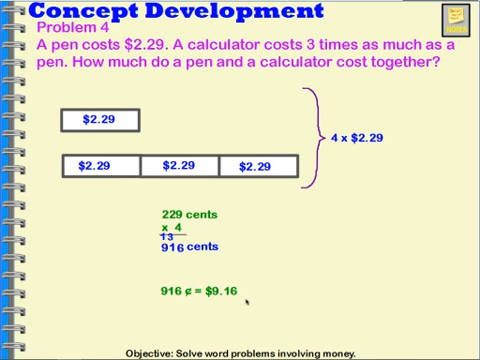 Concept Development
Problem 4
A pen costs $2.29. A calculator costs 3 times as much as a
pen. How much do a pen and a calculator cost together?
$2.29
4 x $2.29
$2.29 $2.29 $2.29
229 cents
x 4
13
916 cents
916 ¢ = $9.16
Objective: Solve word problems involving money.